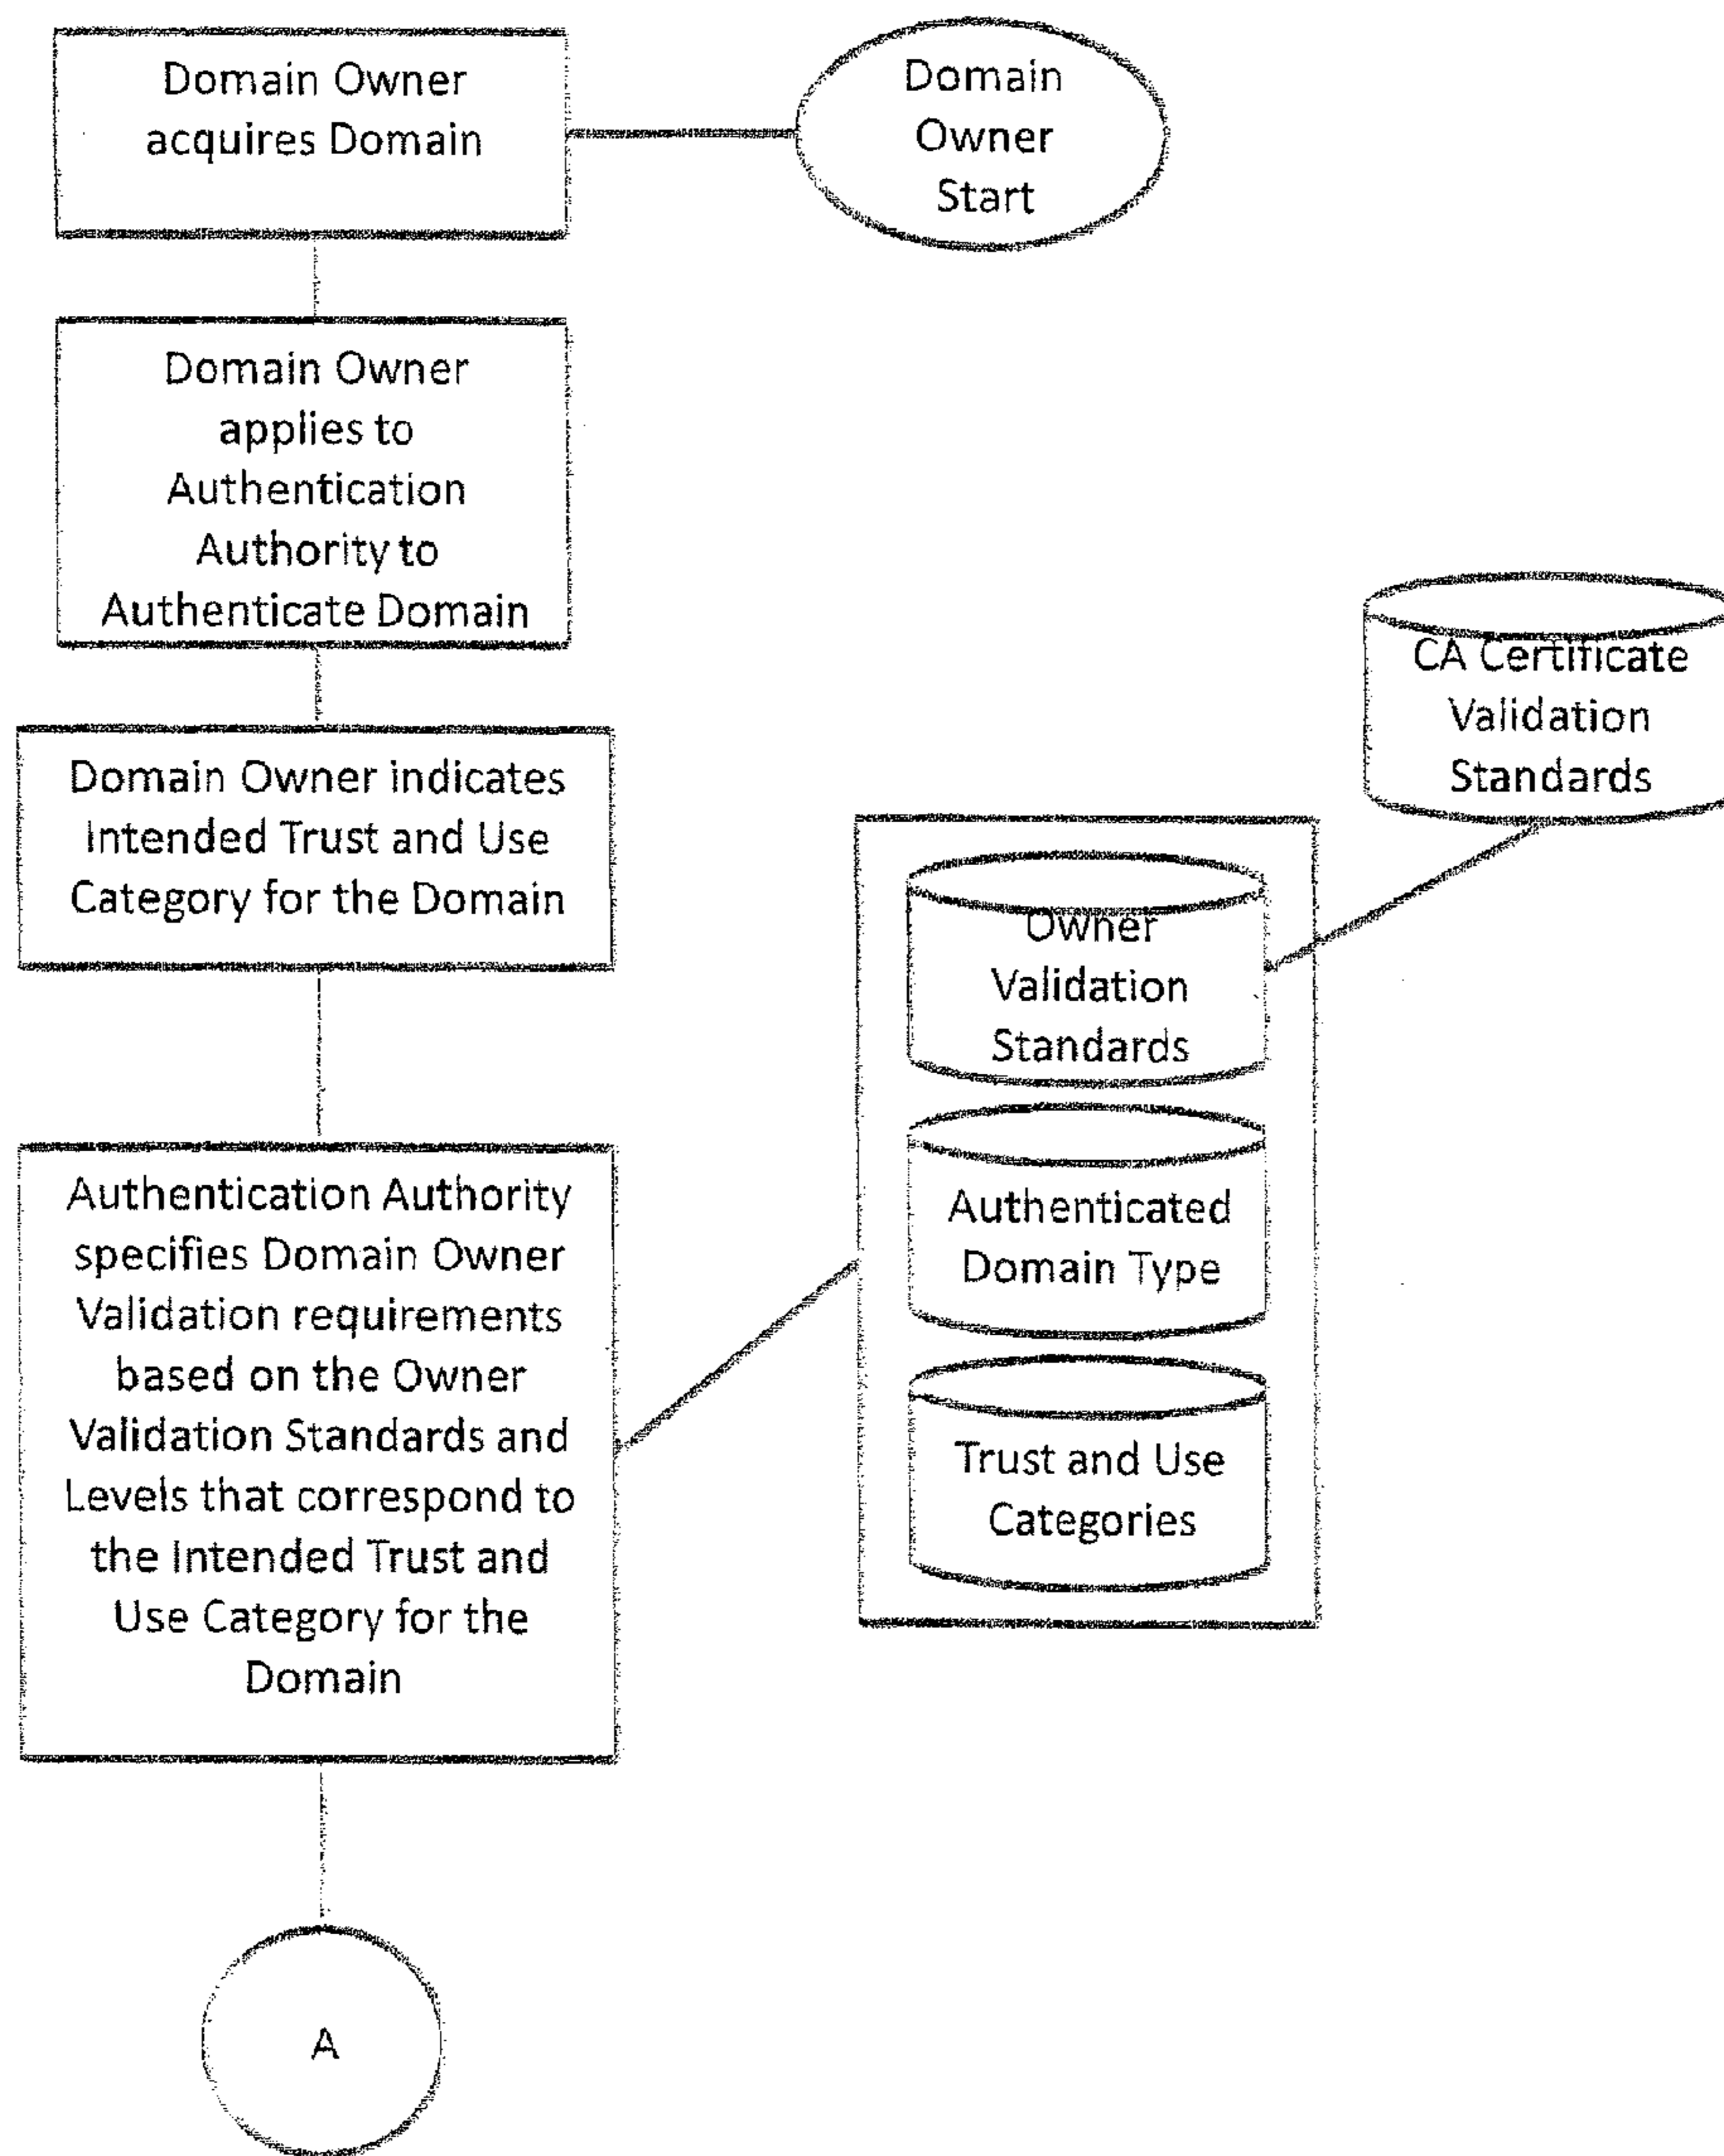 Domain Owner
acquires Domain
Domain
Owner
Start
Domain Owner
applies to
Authentication
Authority to
Authenticate Domain
Domain Owner indicates
Intended Trust and Use
Category for the Domain
CA Certificate
Validation
Standards
Owner
Validation
Standards
Authenticated
Domain Type
Trust and Use
Categories
Authentication Authority
specifies Domain Owner
Validation requirements
based on the Owner
Validation Standards and
Levels that correspond to
the Intended Trust and
Use Category for the
Domain
A